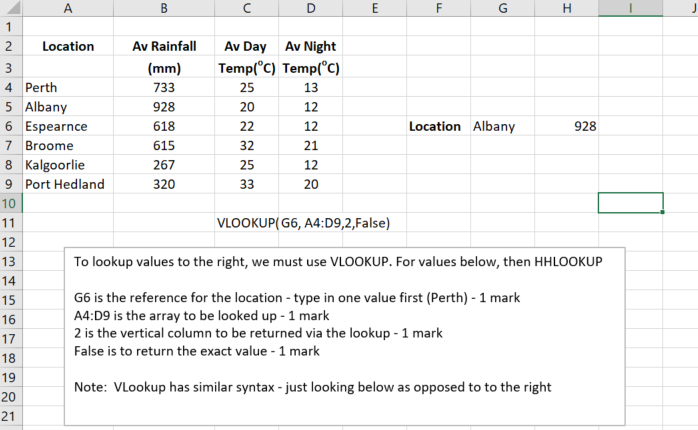 A B C D E F G H I J
1
2 Location Av Rainfall Av Day Av Night
3 (mm) Temp(°C) Temp(°C)
4 Perth 733 25 13
5 Albany 928 20 12
6 Espearnce 618 22 12 Location Albany 928
7 Broome 615 32 21
8 Kalgoorlie 267 25 12
9 Port Hedland 320 33 20
10
11 VLOOKUP(G6, A4:D9,2,False)
12
13 To lookup values to the right, we must use VLOOKUP. For values below, then HHLOOKUP
14
15 G6 is the reference for the location - type in one value first (Perth) - 1 mark
16 A4:D9 is the array to be looked up - 1 mark
17 2 is the vertical column to be returned via the lookup - 1 mark
18 False is to return the exact value - 1 mark
19
20 Note: VLookup has similar syntax - just looking below as opposed to to the right
21